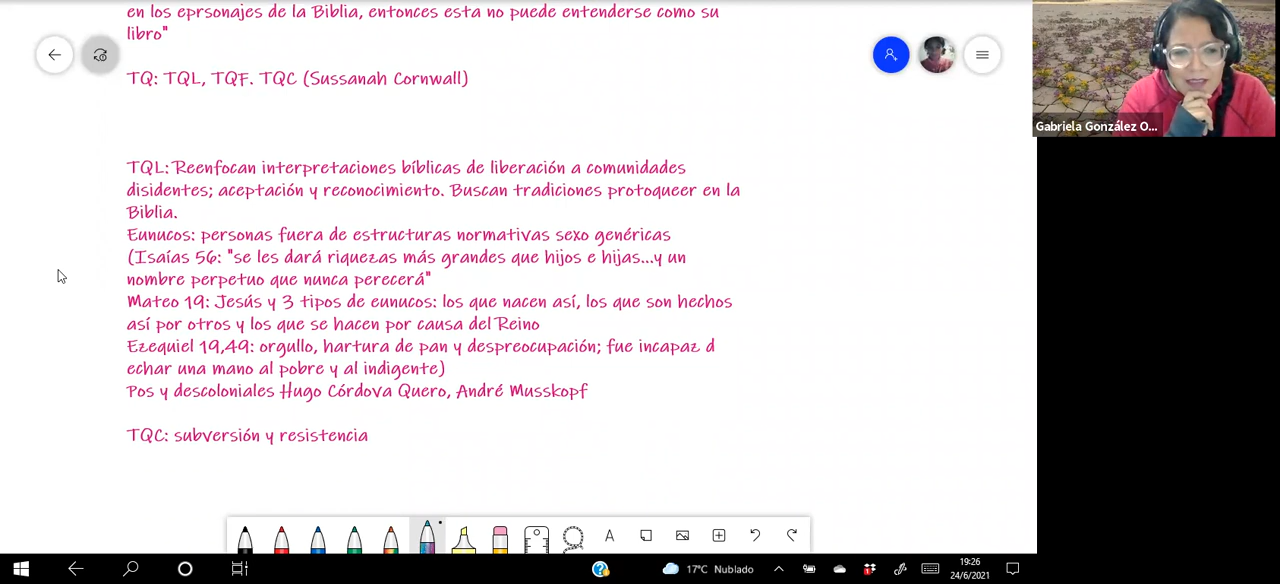 en los eprsonajes de la Biblia, entonces esta no puede entenderse como su
libro"
TQ: TQL, TQF. TQC (Sussanah Cornwall)
Gabriela González O...
TQL: Reenfocan interpretaciones bíblicas de liberación a comunidades
disidentes; aceptación y reconocimiento. Buscan tradiciones protoqueer en la
Biblia.
Eunucos: personas fuera de estructuras normativas sexo genéricas
(Isaías 56: "se les dará riquezas más grandes que hijos e hijas...y un
nombre perpetuo que nunca perecerá"
Mateo 19: Jesús y 3 tipos de eunucos: los que nacen así, los que son hechos
así por otros y los que se hacen por causa del Reino
Ezequiel 19,49: orgullo, hartura de pan y despreocupación; fue incapaz d
echar una mano al pobre y al indigente)
Pos y descoloniales Hugo Córdova Quero, André Musskopf
TQC: subversión y resistencia
A
17°C Nublado
19:26
24/6/2021